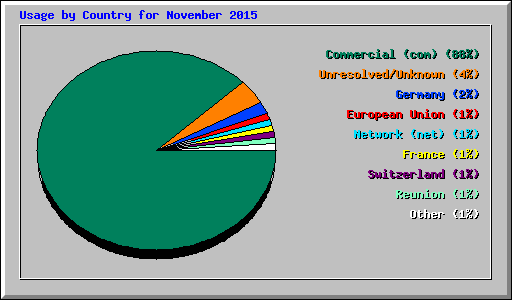 Usage by Country for November 2015
Commercial (com) (88%)
Unresolved/Unknown (4%)
Germany (2%)
European Union (1%)
Network (net) (1%)
France (1%)
Switzerland (1%)
Reunion (1%)
Other (1%)